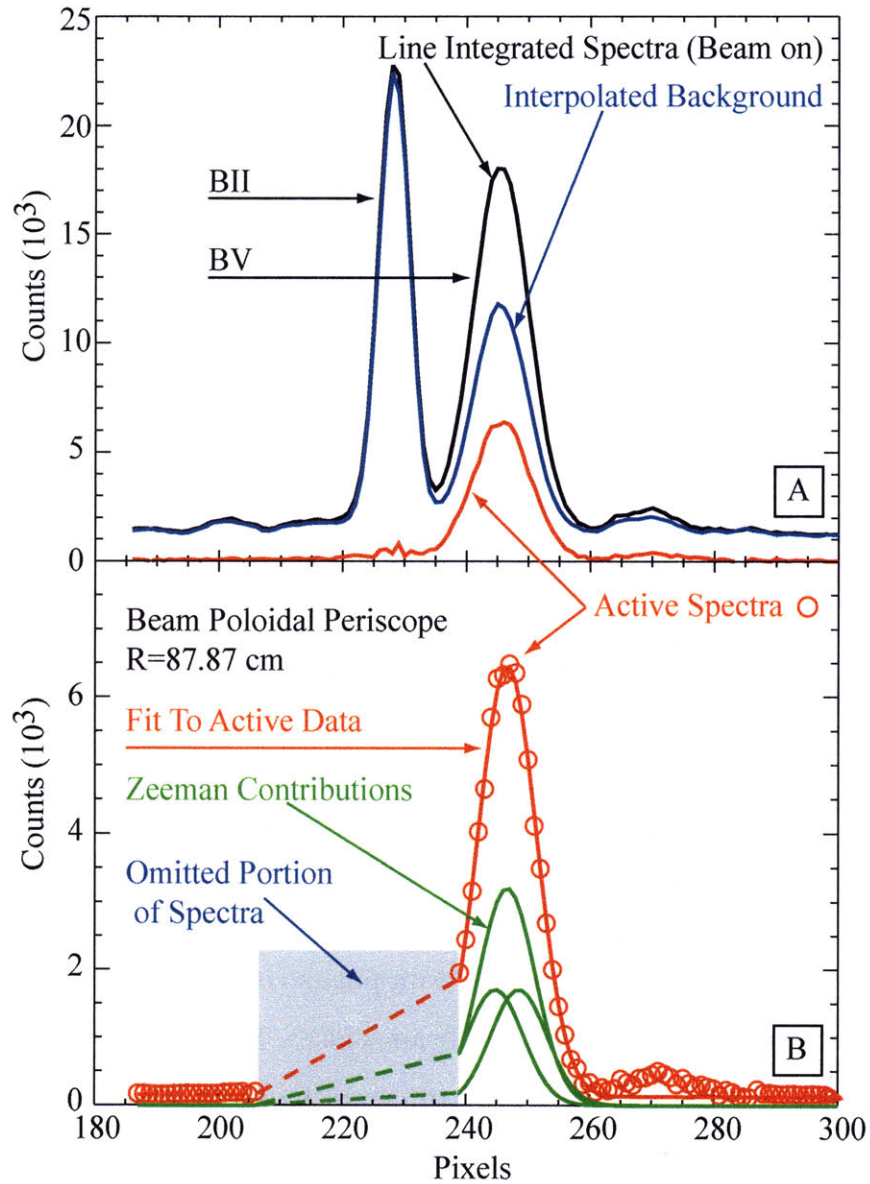 25
20
15
10
5
0
Counts (10³)
Line Integrated Spectra (Beam on)
Interpolated Background
BII
BV
A
Active Spectra
Beam Poloidal Periscope
R=87.87 cm
Fit To Active Data
Zeeman Contributions
Omitted Portion
of Spectra
6
4
2
0
Counts (10³)
B
180
200
220
240
260
280
300
Pixels